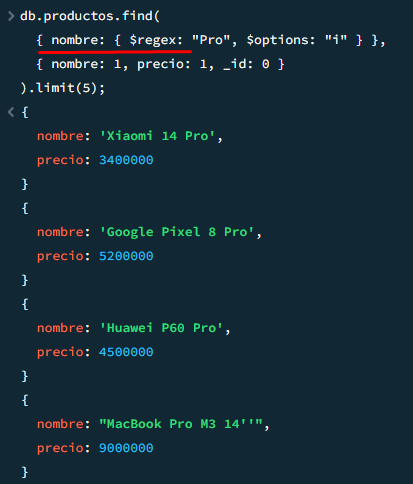 > db.productos.find(
{ nombre: { $regex: "Pro", $options: "i" } },
{ nombre: 1, precio: 1, _id: 0 }
).limit(5);
< {
nombre: 'Xiaomi 14 Pro',
precio: 3400000
}
{
nombre: 'Google Pixel 8 Pro',
precio: 5200000
}
{
nombre: 'Huawei P60 Pro',
precio: 4500000
}
{
nombre: "MacBook Pro M3 14''",
precio: 9000000
}